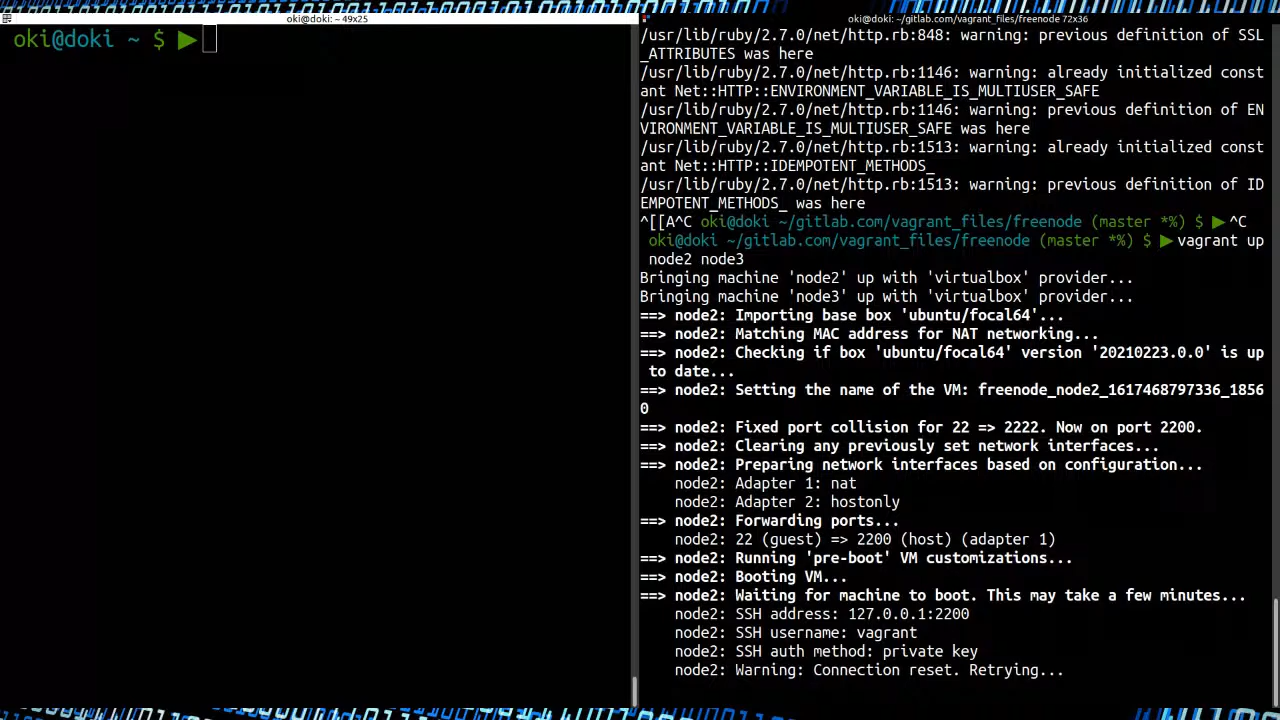 oki@doki: ~ 49x25
oki@doki ~ $ ▶
oki@doki: ~/gitlab.com/vagrant_files/freenode 72x36
/usr/lib/ruby/2.7.0/net/http.rb:848: warning: previous definition of SSL
_ATTRIBUTES was here
/usr/lib/ruby/2.7.0/net/http.rb:1146: warning: already initialized const
ant Net::HTTP::ENVIRONMENT_VARIABLE_IS_MULTIUSER_SAFE
/usr/lib/ruby/2.7.0/net/http.rb:1146: warning: previous definition of EN
VIRONMENT_VARIABLE_IS_MULTIUSER_SAFE was here
/usr/lib/ruby/2.7.0/net/http.rb:1513: warning: already initialized const
ant Net::HTTP::IDEMPOTENT_METHODS_
/usr/lib/ruby/2.7.0/net/http.rb:1513: warning: previous definition of ID
EMPOTENT_METHODS_ was here
^[[A^C oki@doki ~/gitlab.com/vagrant_files/freenode (master *%) $ ▶^C
oki@doki ~/gitlab.com/vagrant_files/freenode (master *%) $ ▶vagrant up
node2 node3
Bringing machine 'node2' up with 'virtualbox' provider...
Bringing machine 'node3' up with 'virtualbox' provider...
==> node2: Importing base box 'ubuntu/focal64'...
==> node2: Matching MAC address for NAT networking...
==> node2: Checking if box 'ubuntu/focal64' version '20210223.0.0' is up
to date...
==> node2: Setting the name of the VM: freenode_node2_1617468797336_1856
0
==> node2: Fixed port collision for 22 => 2222. Now on port 2200.
==> node2: Clearing any previously set network interfaces...
==> node2: Preparing network interfaces based on configuration...
node2: Adapter 1: nat
node2: Adapter 2: hostonly
==> node2: Forwarding ports...
node2: 22 (guest) => 2200 (host) (adapter 1)
==> node2: Running 'pre-boot' VM customizations...
==> node2: Booting VM...
==> node2: Waiting for machine to boot. This may take a few minutes...
node2: SSH address: 127.0.0.1:2200
node2: SSH username: vagrant
node2: SSH auth method: private key
node2: Warning: Connection reset. Retrying...